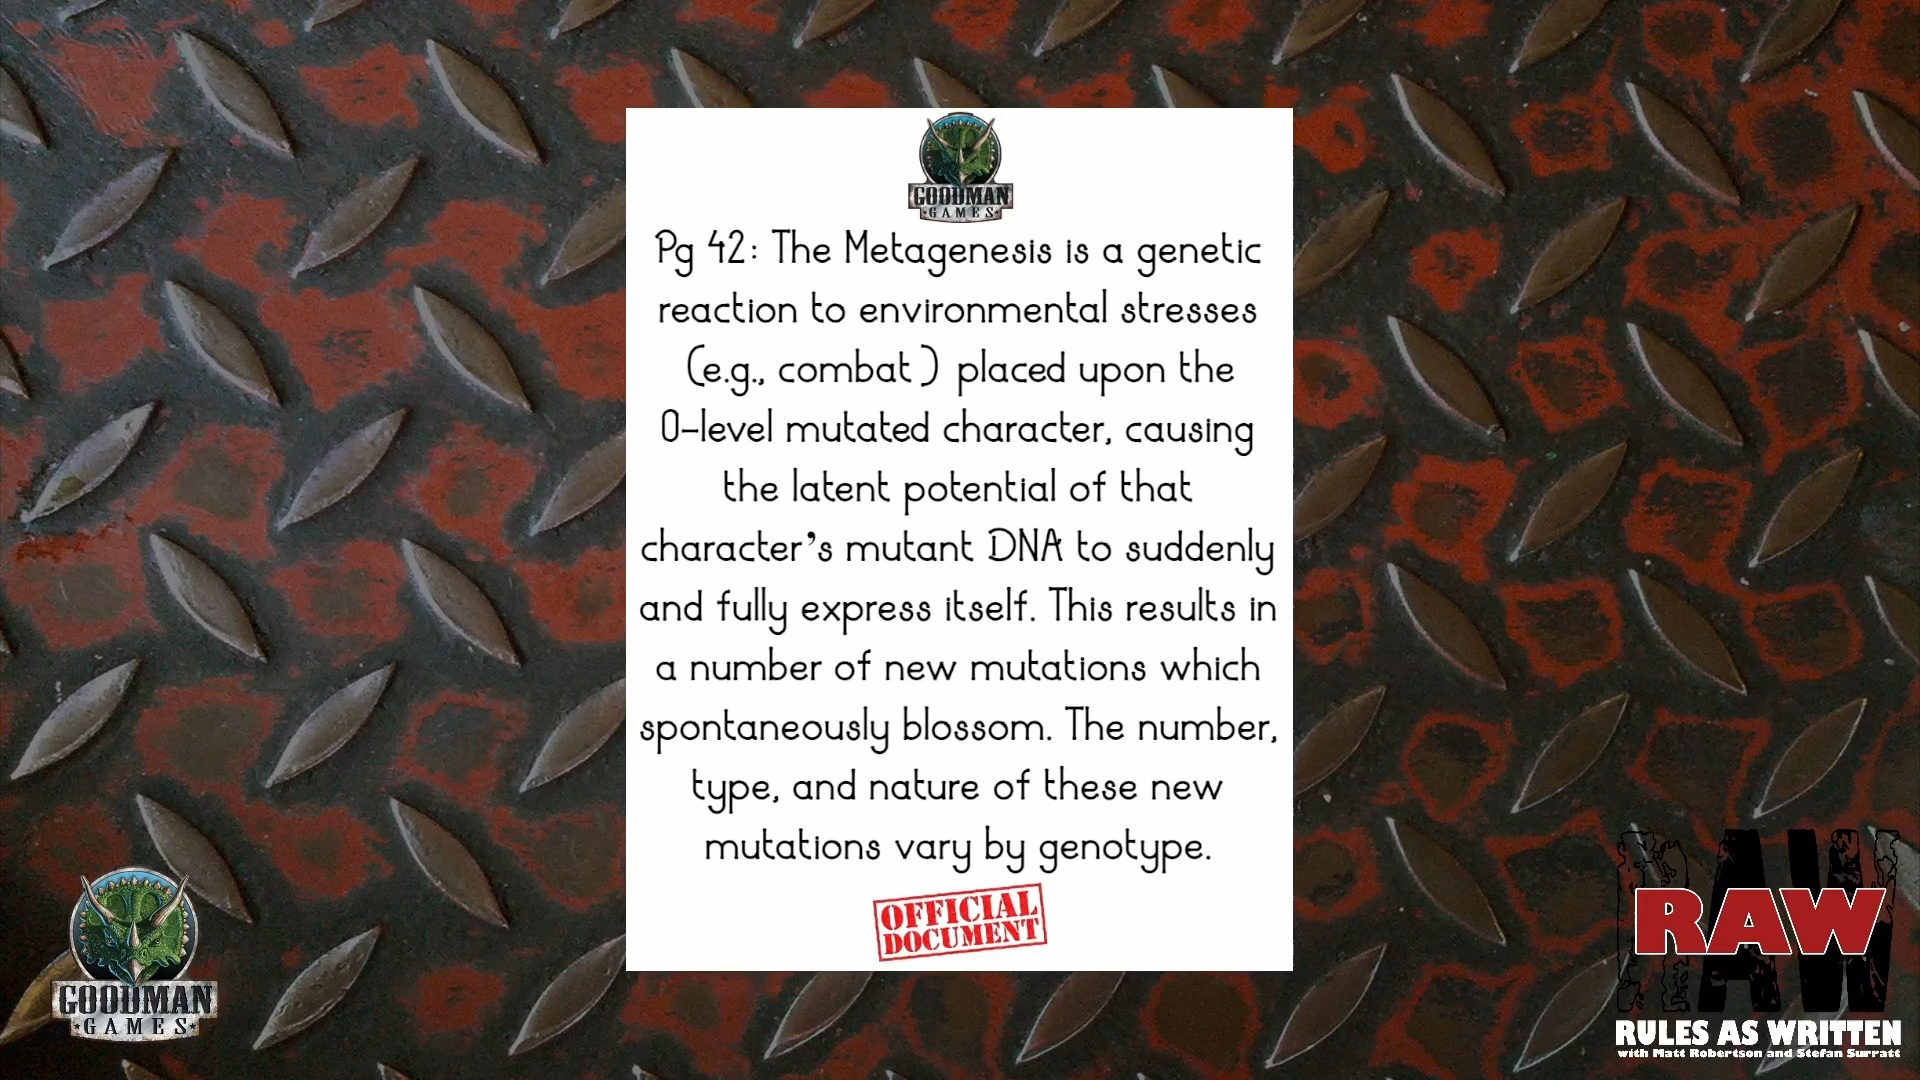 GOODMAN
GAMES
Pg 42: The Metagenesis is a genetic
reaction to environmental stresses
(e.g., combat ) placed upon the
0-level mutated character, causing
the latent potential of that
character's mutant DNA to suddenly
and fully express itself. This results in
a number of new mutations which
spontaneously blossom. The number,
type, and nature of these new
mutations vary by genotype.
OFFICIAL
DOCUMENT
GOODMAN
GAMES
RAW
RAW
RULES AS WRITTEN
with Matt Robertson and Stefan Surratt